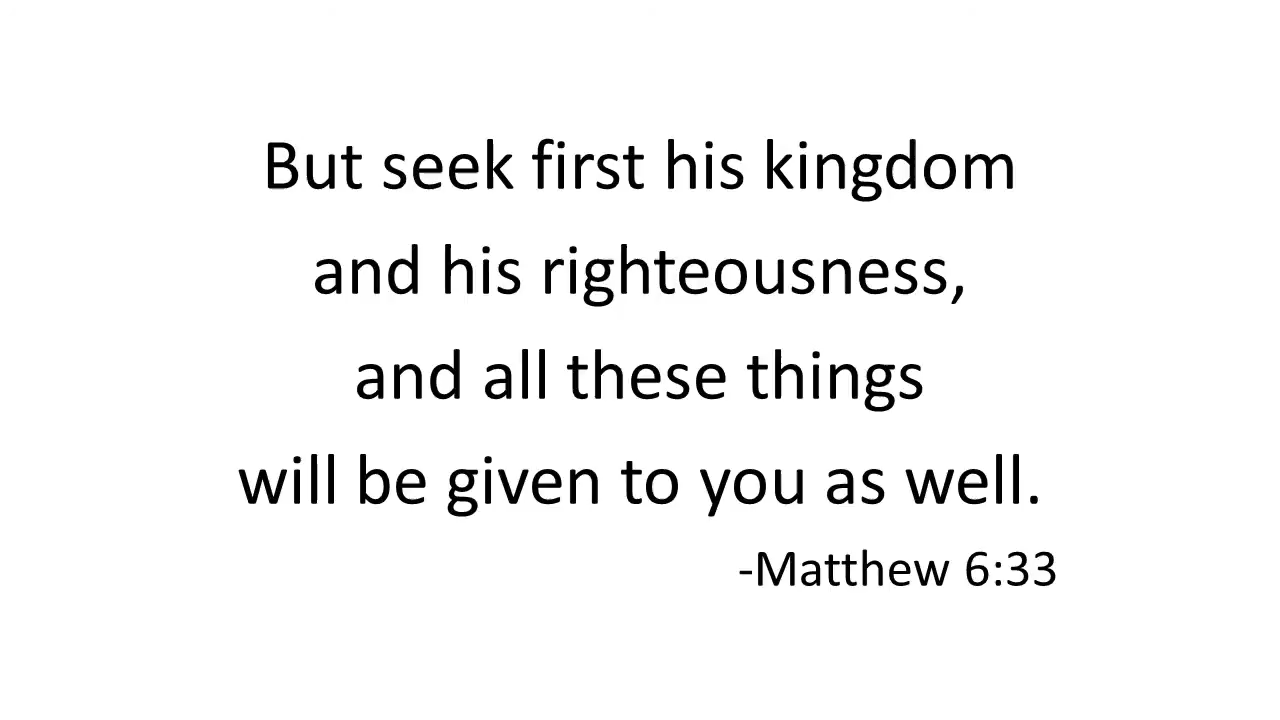 But seek first his kingdom
and his righteousness,
and all these things
will be given to you as well.
-Matthew 6:33